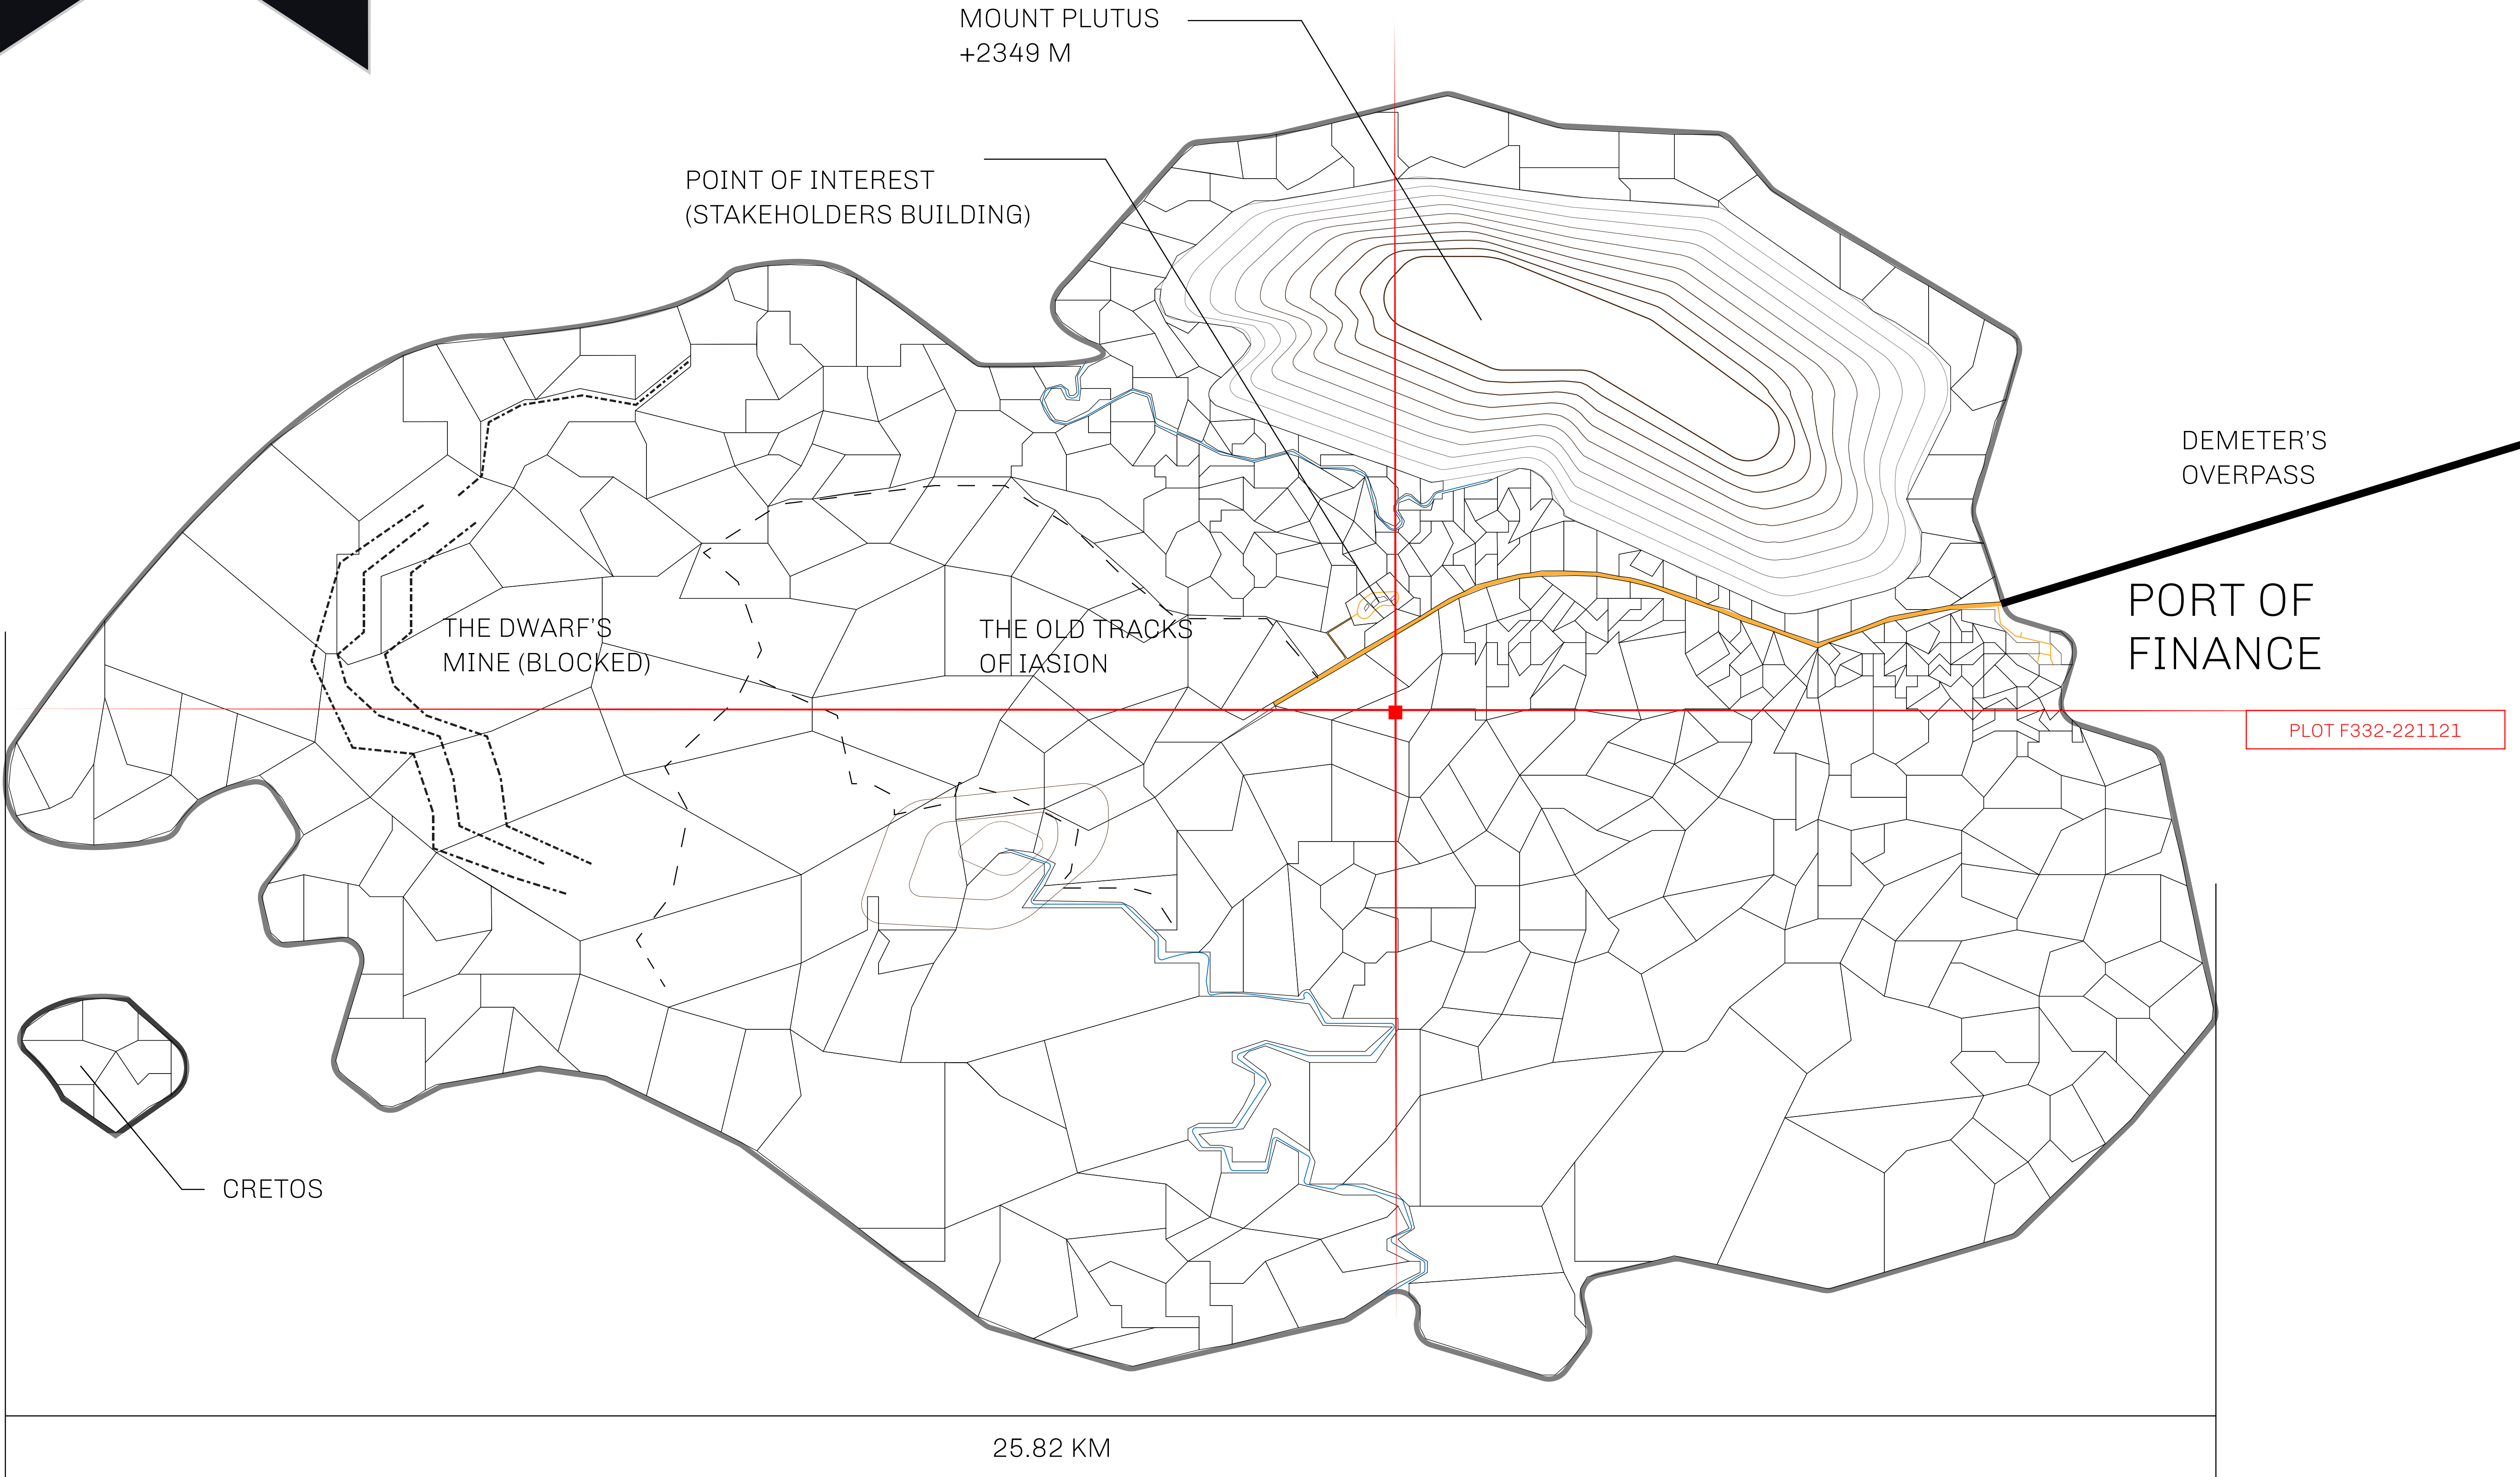 MOUNT PLUTUS
+2349 M
POINT OF INTEREST
(STAKEHOLDERS BUILDING)
DEMETER'S
OVERPASS
PORT OF
FINANCE
THE DWARF'S
MINE (BLOCKED)
THE OLD TRACKS
OF IASION
PLOT F332-221121
CRETOS
25.82 KM